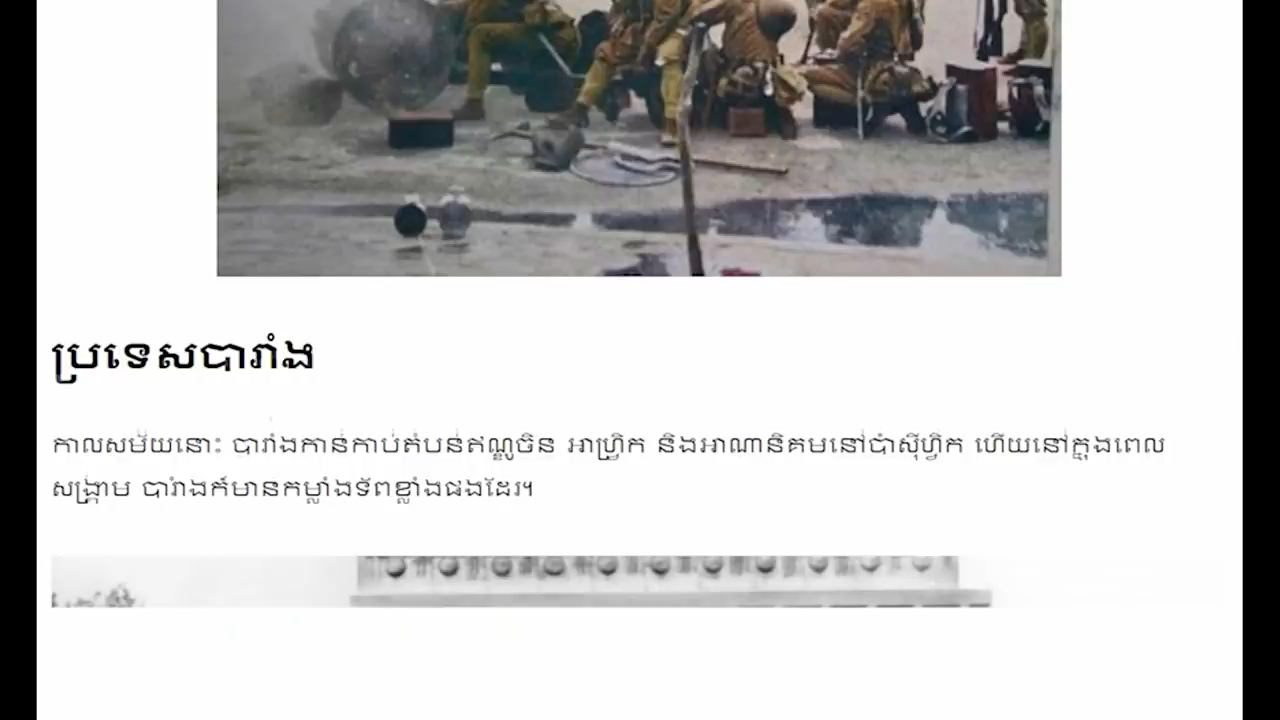 ប្រទេសបារាំង
កាលសម័យនោះ បារាំងកាន់កាប់តំបន់ឥណ្ឌូចិន អាហ្វ្រិក និងអាណានិគមនៅប៉ាស៊ីហ្វិក ហើយនៅក្នុងពេល
សង្គ្រាម បារាំងក៏មានកម្លាំងទ័ពខ្លាំងផងដែរ។